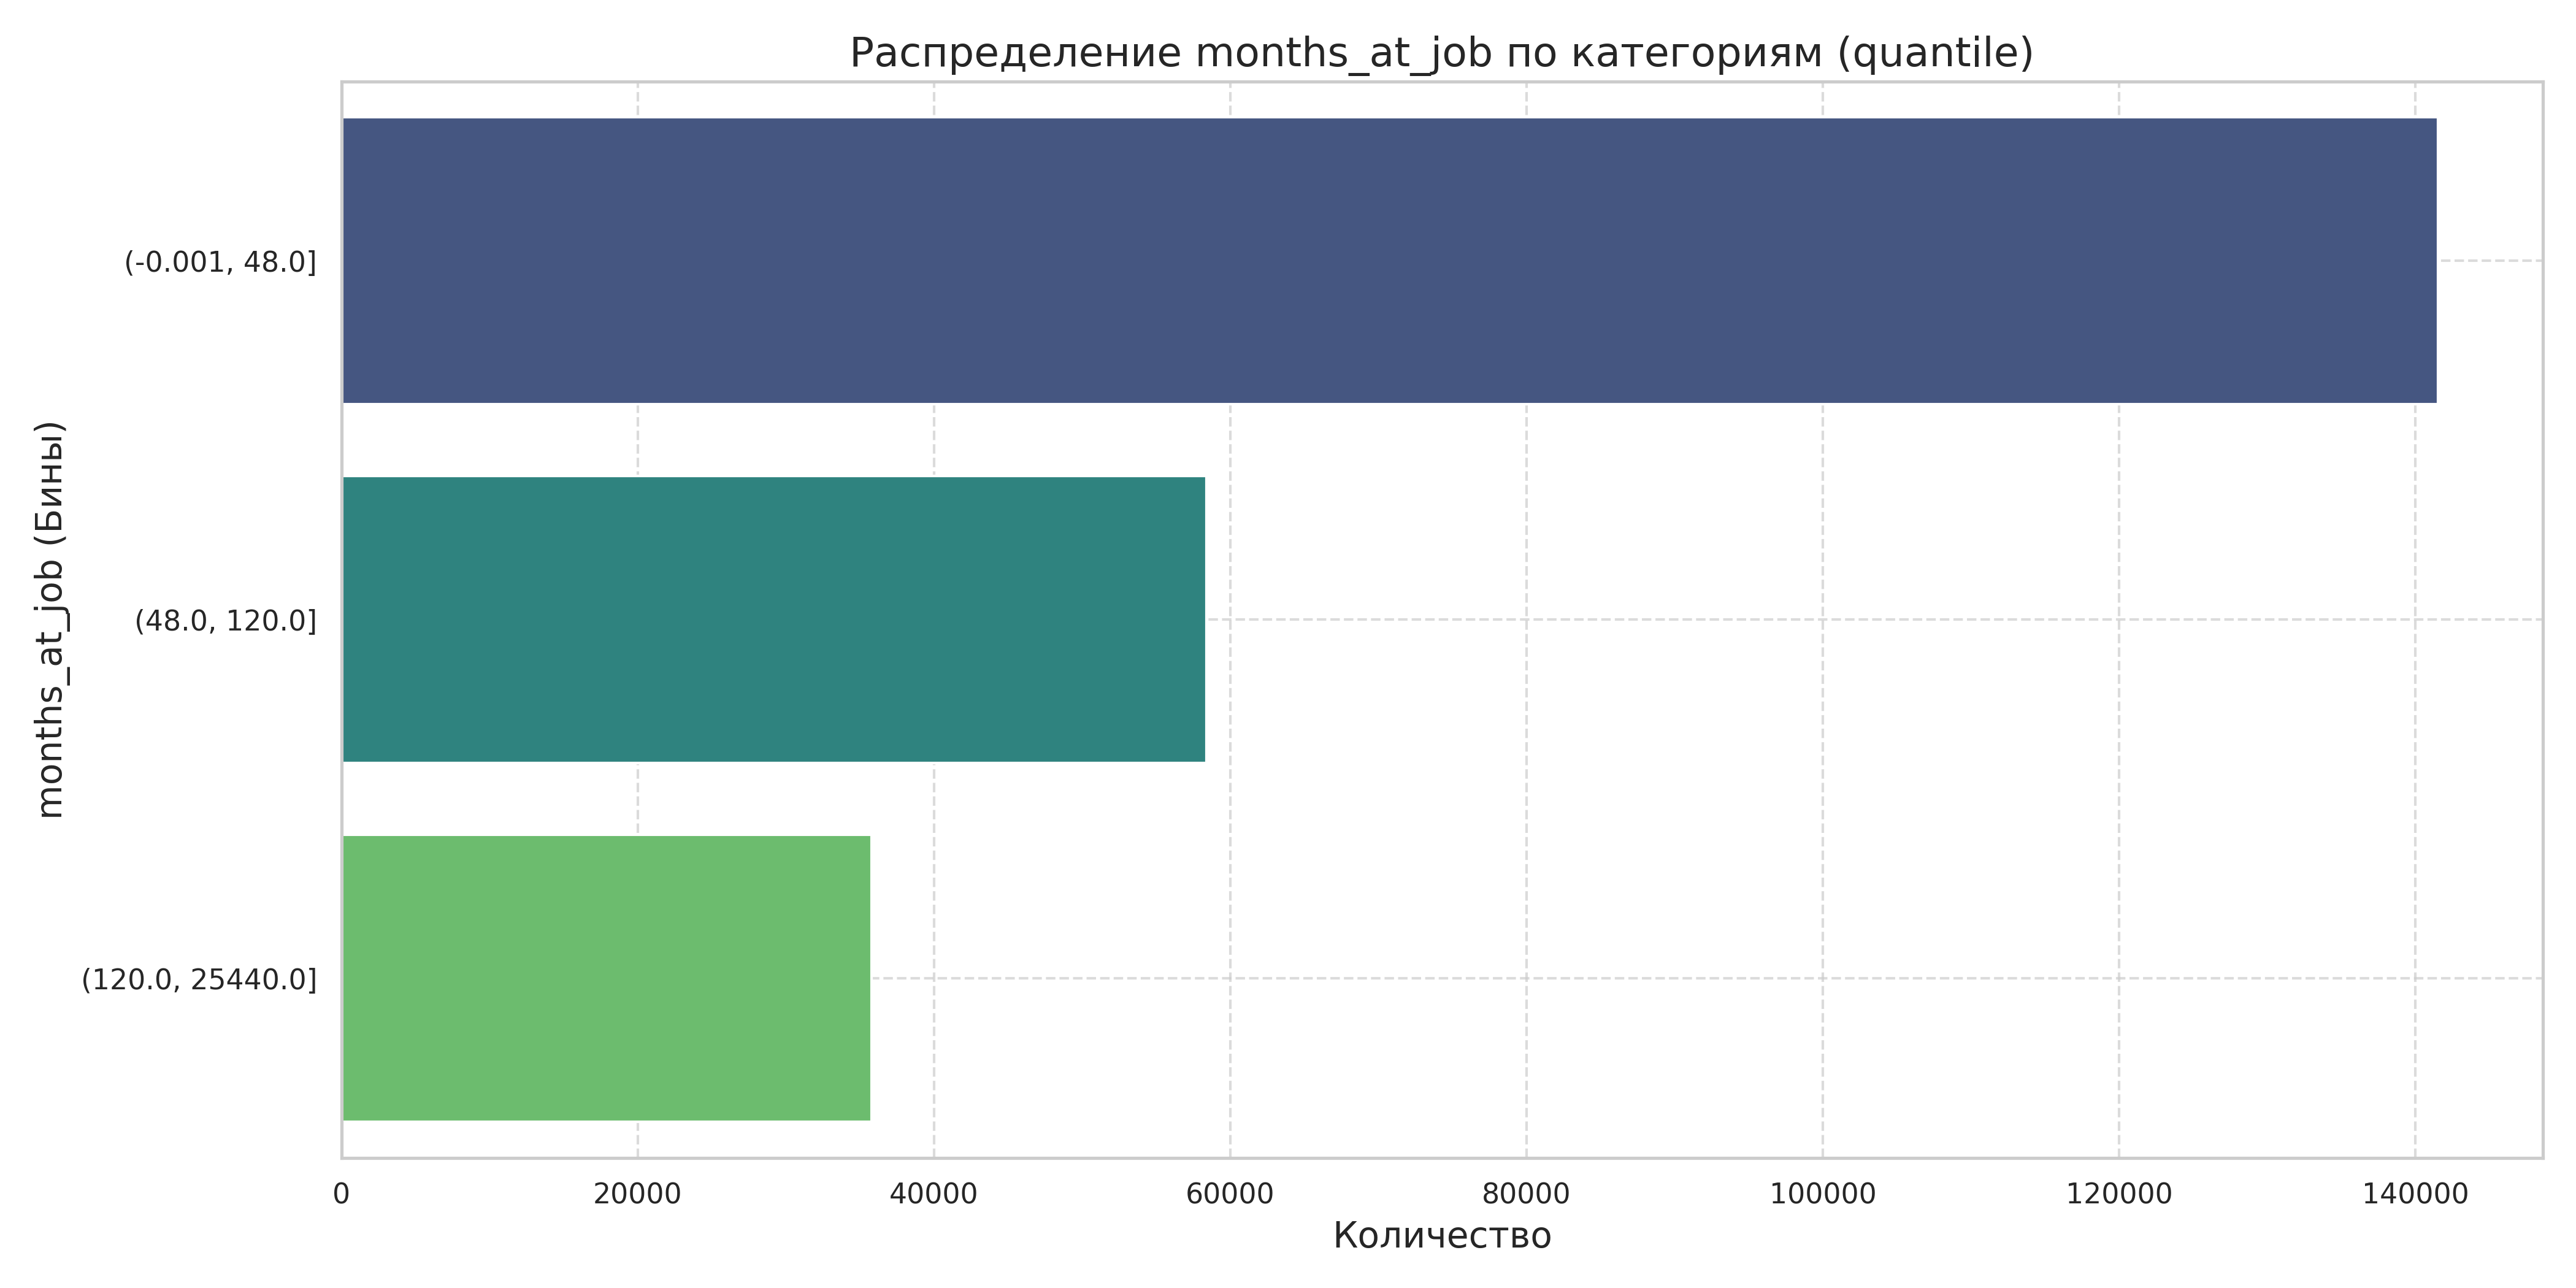 Распределение months_at_job по категориям (quantile)
months_at_job (Бины)
(-0.001, 48.0]
(48.0, 120.0]
(120.0, 25440.0]
0 20000 40000 60000 80000 100000 120000 140000
Количество